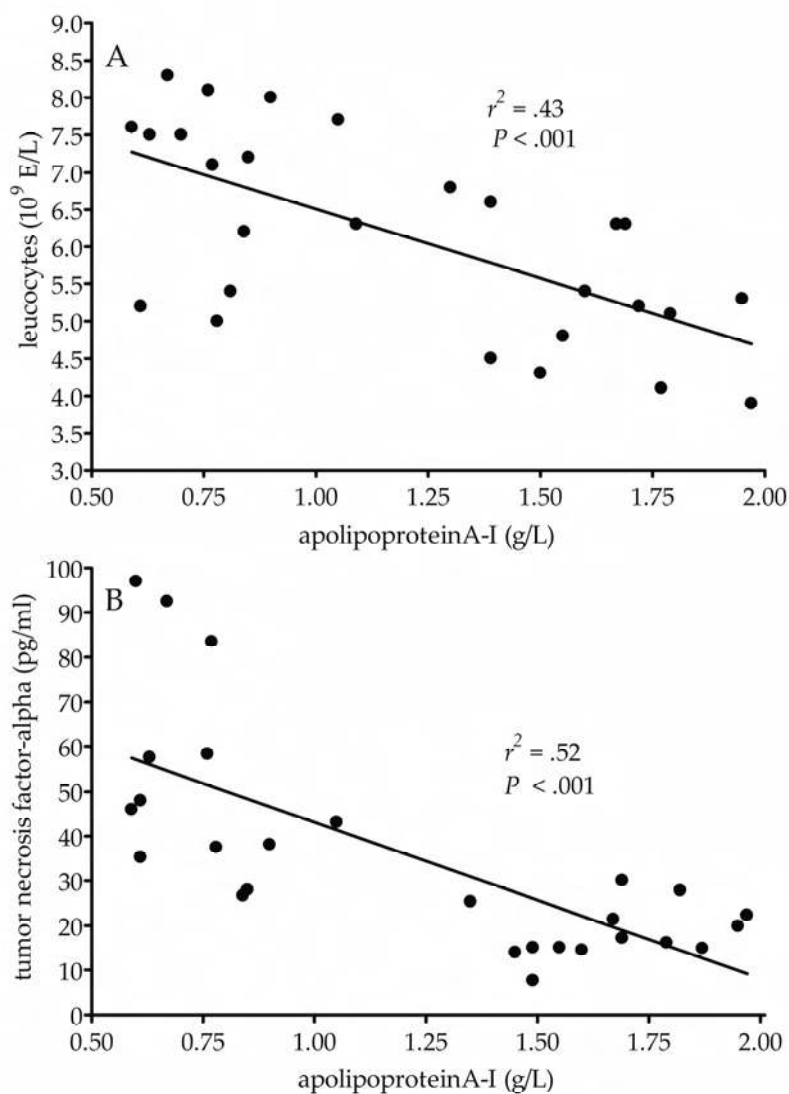 A
r² = .43
P < .001
leucocytes (10⁹ E/L)
9.0
8.5
8.0
7.5
7.0
6.5
6.0
5.5
5.0
4.5
4.0
3.5
3.0
0.50 0.75 1.00 1.25 1.50 1.75 2.00
apolipoproteinA-I (g/L)
B
r² = .52
P < .001
tumor necrosis factor-alpha (pg/ml)
100
90
80
70
60
50
40
30
20
10
0
0.50 0.75 1.00 1.25 1.50 1.75 2.00
apolipoproteinA-I (g/L)